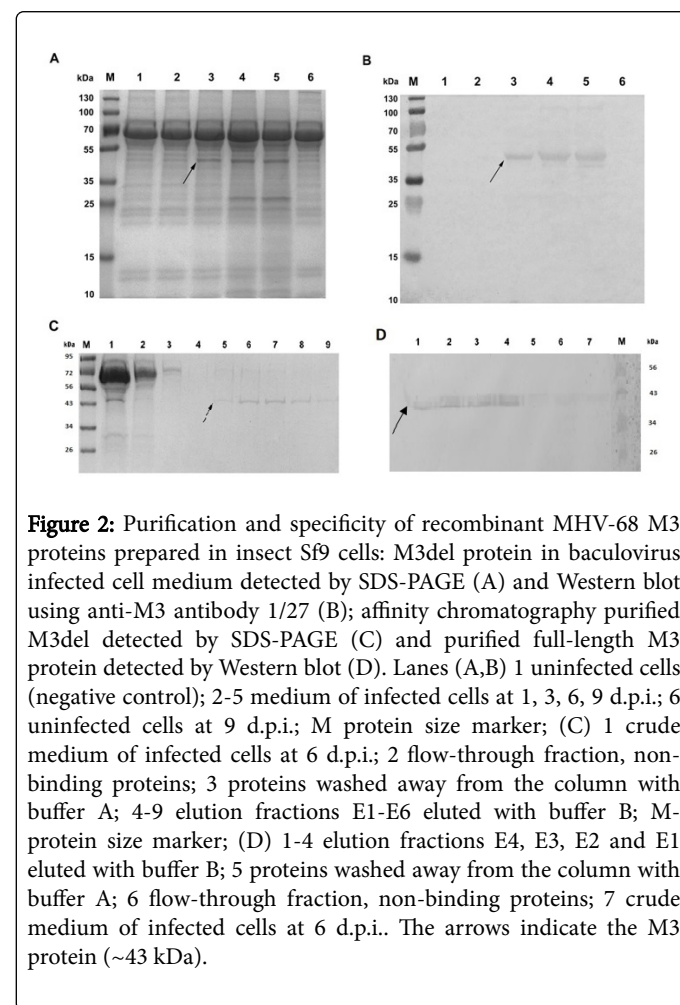 A
B
kDa M 1 2 3 4 5 6
130
100
70
55
35
25
15
10
kDa M 1 2 3 4 5 6
130
100
70
55
35
25
15
10
C
D
kDa M 1 2 3 4 5 6 7 8 9
95
72
56
43
34
26
1 2 3 4 5 6 7 M kDa
56
43
34
26
Figure 2: Purification and specificity of recombinant MHV-68 M3
proteins prepared in insect Sf9 cells: M3del protein in baculovirus
infected cell medium detected by SDS-PAGE (A) and Western blot
using anti-M3 antibody 1/27 (B); affinity chromatography purified
M3del detected by SDS-PAGE (C) and purified full-length M3
protein detected by Western blot (D). Lanes (A,B) 1 uninfected cells
(negative control); 2-5 medium of infected cells at 1, 3, 6, 9 d.p.i.; 6
uninfected cells at 9 d.p.i.; M protein size marker; (C) 1 crude
medium of infected cells at 6 d.p.i.; 2 flow-through fraction, non-
binding proteins; 3 proteins washed away from the column with
buffer A; 4-9 elution fractions E1-E6 eluted with buffer B; M-
protein size marker; (D) 1-4 elution fractions E4, E3, E2 and E1
eluted with buffer B; 5 proteins washed away from the column with
buffer A; 6 flow-through fraction, non-binding proteins; 7 crude
medium of infected cells at 6 d.p.i.. The arrows indicate the M3
protein (~43 kDa).